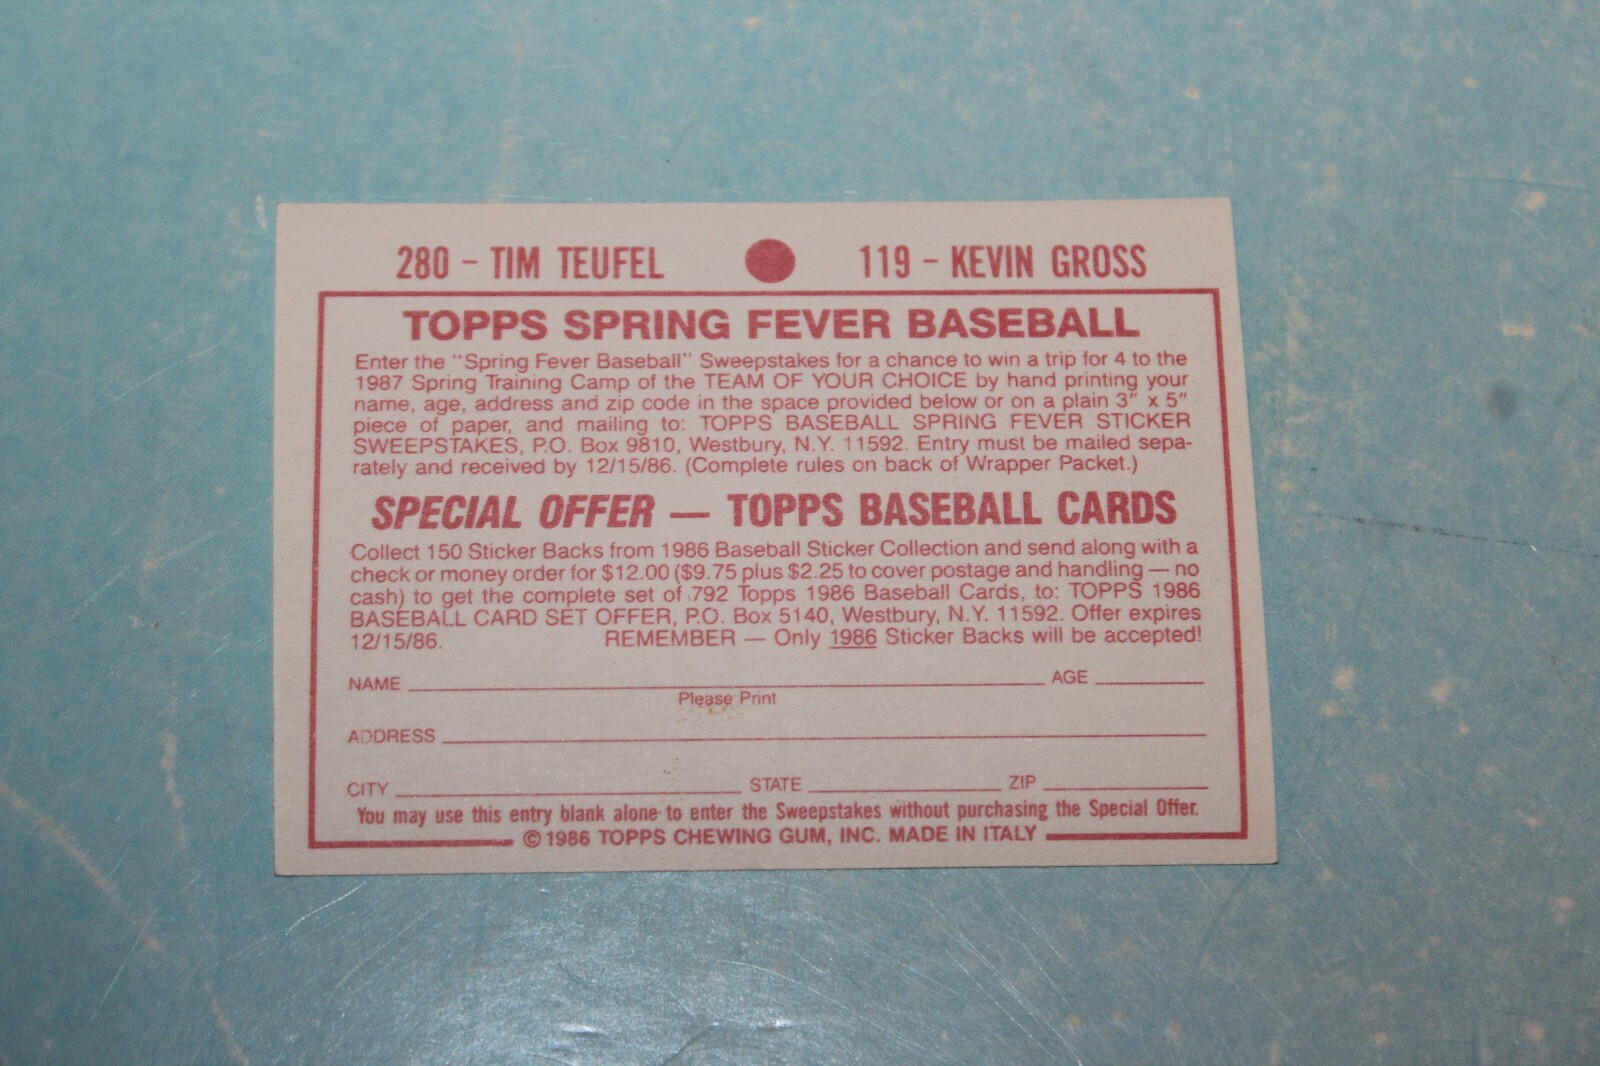 280 - TIM TEUFEL ● 119 - KEVIN GROSS
TOPPS SPRING FEVER BASEBALL
Enter the "Spring Fever Baseball" Sweepstakes for a chance to win a trip for 4 to the
1987 Spring Training Camp of the TEAM OF YOUR CHOICE by hand printing your
name, age, address and zip code in the space provided below or on a plain 3" x 5"
piece of paper, and mailing to: TOPPS BASEBALL SPRING FEVER STICKER
SWEEPSTAKES, P.O. Box 9810, Westbury, N.Y. 11592. Entry must be mailed sepa-
rately and received by 12/15/86. (Complete rules on back of Wrapper Packet.)
SPECIAL OFFER — TOPPS BASEBALL CARDS
Collect 150 Sticker Backs from 1986 Baseball Sticker Collection and send along with a
check or money order for $12.00 ($9.75 plus $2.25 to cover postage and handling — no
cash) to get the complete set of 792 Topps 1986 Baseball Cards, to: TOPPS 1986
BASEBALL CARD SET OFFER, P.O. Box 5140, Westbury, N.Y. 11592. Offer expires
12/15/86. REMEMBER — Only 1986 Sticker Backs will be accepted!
NAME AGE
Please Print
ADDRESS
CITY STATE ZIP
You may use this entry blank alone to enter the Sweepstakes without purchasing the Special Offer.
© 1986 TOPPS CHEWING GUM, INC. MADE IN ITALY